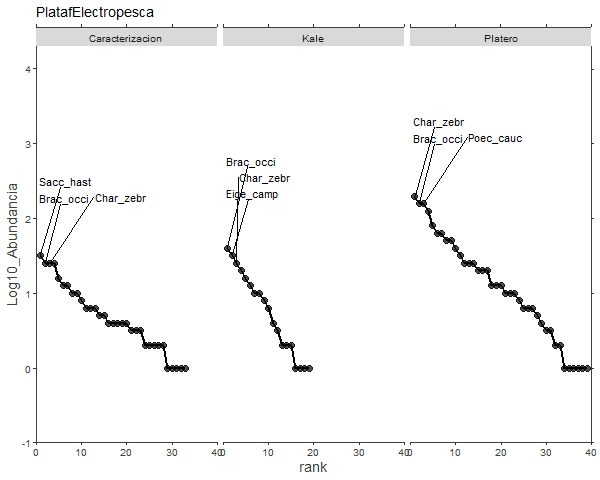 PlatafElectropesca
Caracterizacion
Kale
Platero
Log10_Abundancia
4
3
2
1
0
-1
Sacc_hast
Brac_occi
Char_zebr
Brac_occi
Char_zebr
Eige_camp
Char_zebr
Brac_occi
Poec_cauc
0 10 20 30 40
0 10 20 30 40
0 10 20 30 40
rank